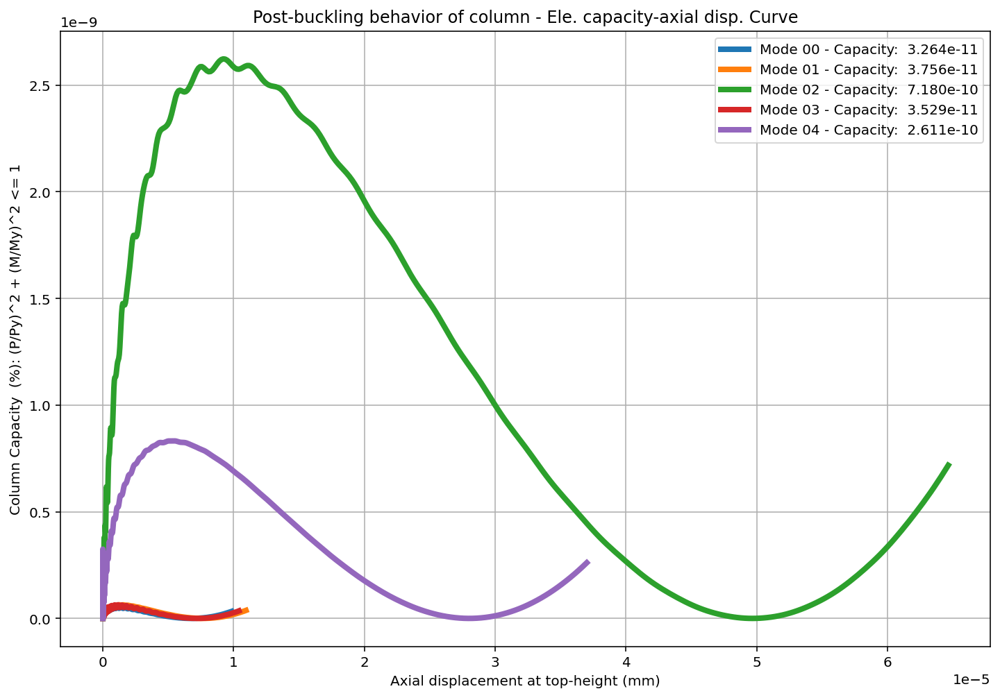 Post-buckling behavior of column - Ele. capacity-axial disp. Curve
1e−9
Mode 00 - Capacity:  3.264e-11
Mode 01 - Capacity:  3.756e-11
Mode 02 - Capacity:  7.180e-10
Mode 03 - Capacity:  3.529e-11
Mode 04 - Capacity:  2.611e-10
Column Capacity  (%): (P/Py)^2 + (M/My)^2 <= 1
2.5
2.0
1.5
1.0
0.5
0.0
0 1 2 3 4 5 6
1e−5
Axial displacement at top-height (mm)